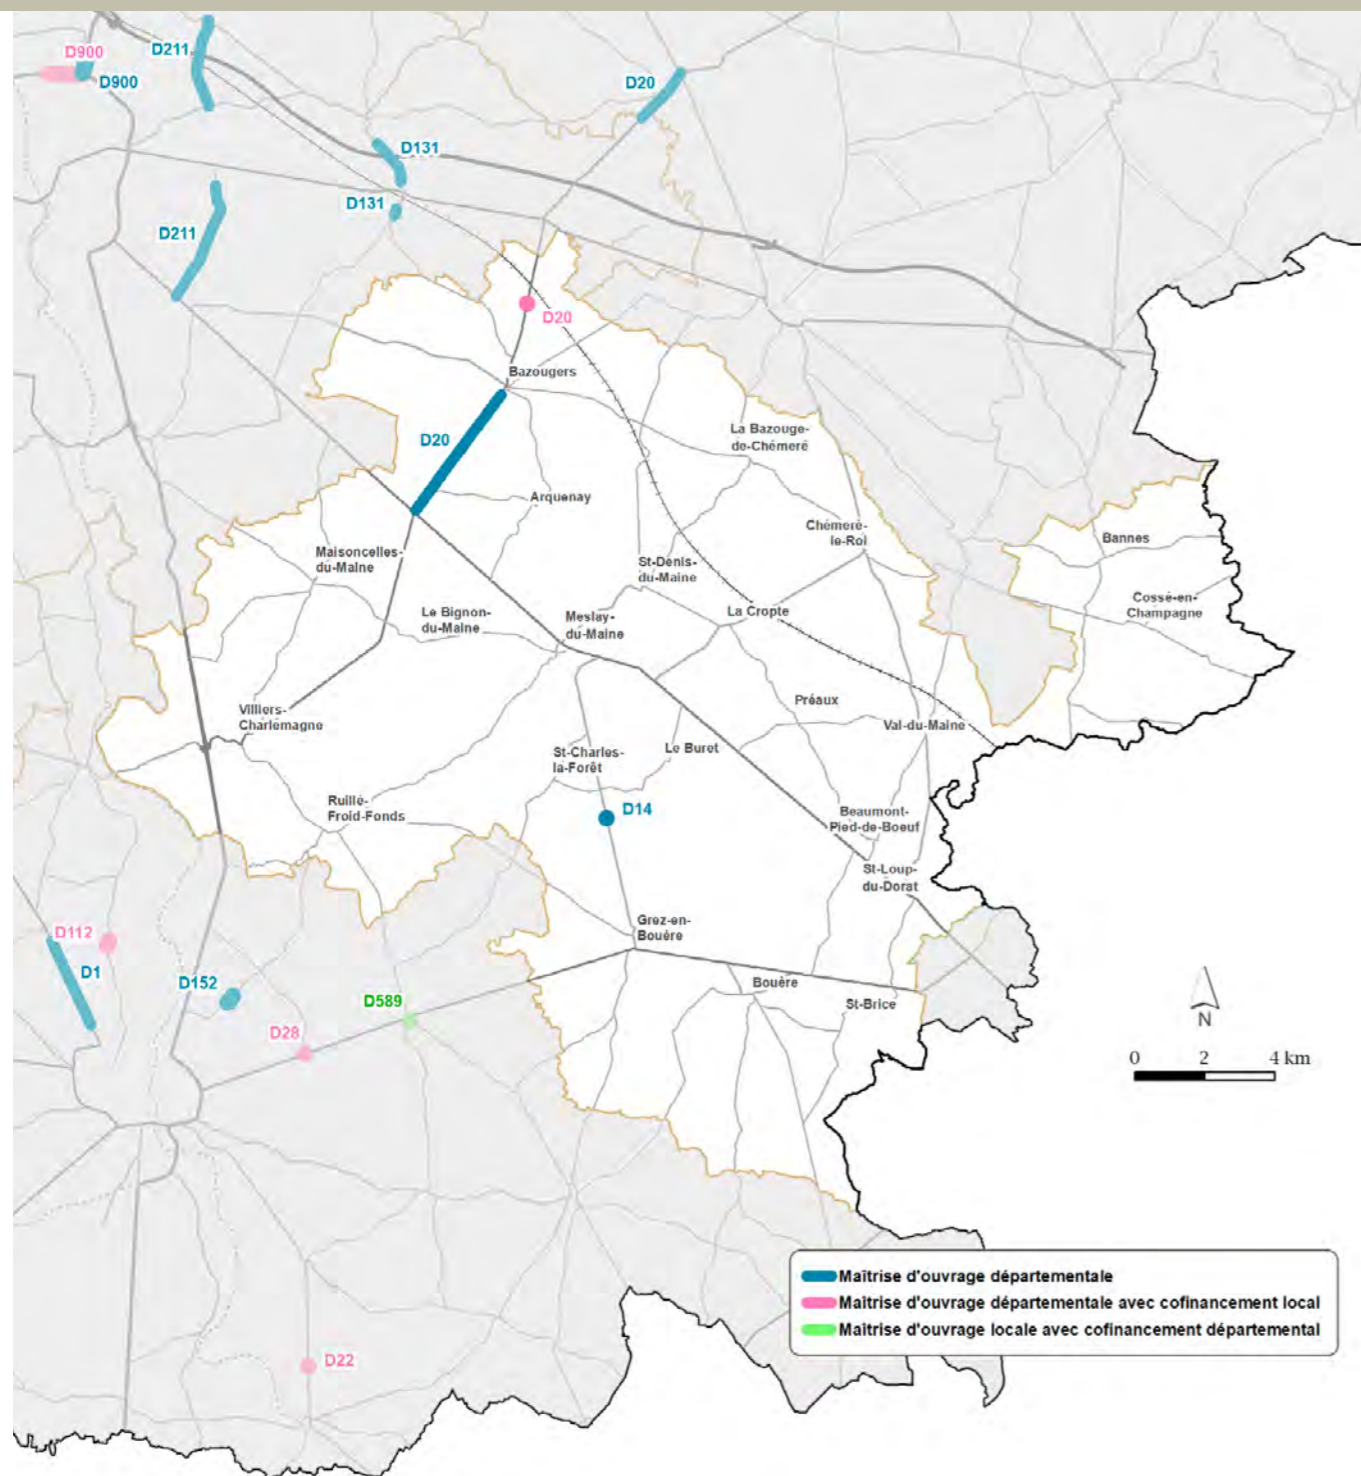 D900
D211
D900
D20
D131
D131
D211
D20
Bazougers
D20
La Bazouge-
de-Chémeré
Arquenay
Chémeré-
le-Roi
Bannes
Maisoncelles-
du-Maine
St-Denis-
du-Maine
Cossé-en-
Champagne
Le Bignon-
du-Maine
Meslay-
du-Maine
La Cropte
Villiers-
Charlemagne
Préaux
Val-du-Maine
St-Charles-
la-Forêt
Le Buret
Ruillé-
Froid-Fonds
D14
Beaumont-
Pied-de-Boeuf
St-Loup-
du-Dorat
Grez-en-
Bouère
D112
D1
D152
Bouère
St-Brice
D589
D28
N
0 2 4 km
Maîtrise d'ouvrage départementale
Maîtrise d'ouvrage départementale avec cofinancement local
Maîtrise d'ouvrage locale avec cofinancement départemental
D22